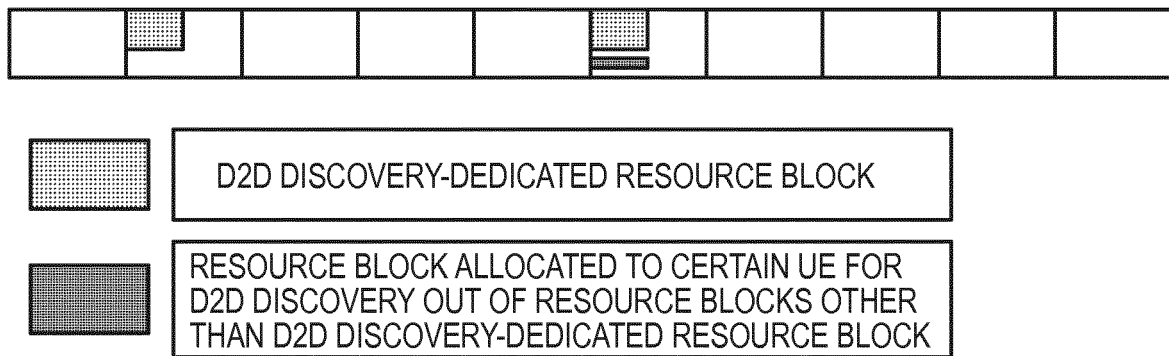 D2D DISCOVERY-DEDICATED RESOURCE BLOCK
RESOURCE BLOCK ALLOCATED TO CERTAIN UE FOR
D2D DISCOVERY OUT OF RESOURCE BLOCKS OTHER
THAN D2D DISCOVERY-DEDICATED RESOURCE BLOCK